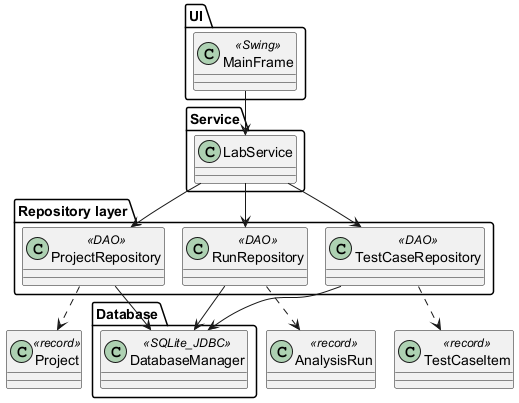 UI
«Swing»
C MainFrame
Service
C LabService
Repository layer
«DAO»
C ProjectRepository
«DAO»
C RunRepository
«DAO»
C TestCaseRepository
Database
«record»
C Project
«SQLite_JDBC»
C DatabaseManager
«record»
C AnalysisRun
«record»
C TestCaseItem